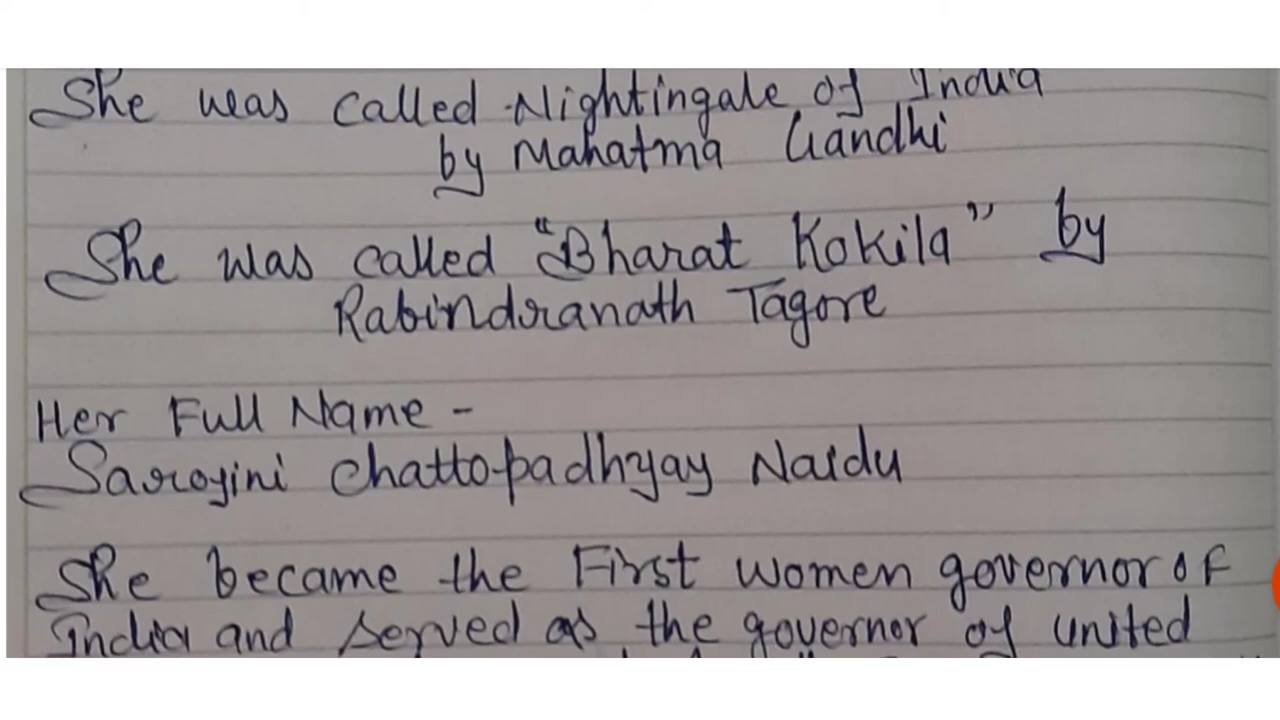 She was called Nightingale of India
by Mahatma Gandhi
She was called "Bharat Kokila" by
Rabindranath Tagore
Her Full Name -
Sarojini Chattopadhyay Naidu
She became the First women governor of
India and served as the governor of united